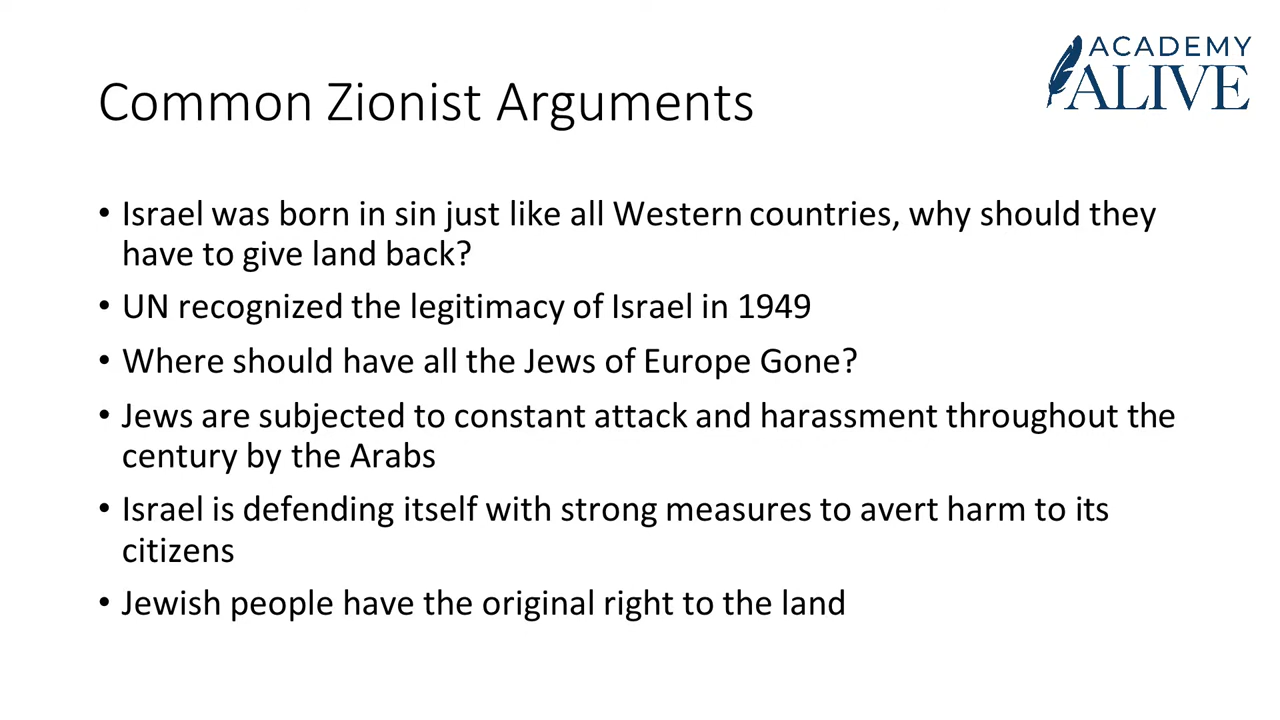 ACADEMY
ALIVE
Common Zionist Arguments
• Israel was born in sin just like all Western countries, why should they
have to give land back?
• UN recognized the legitimacy of Israel in 1949
• Where should have all the Jews of Europe Gone?
• Jews are subjected to constant attack and harassment throughout the
century by the Arabs
• Israel is defending itself with strong measures to avert harm to its
citizens
• Jewish people have the original right to the land